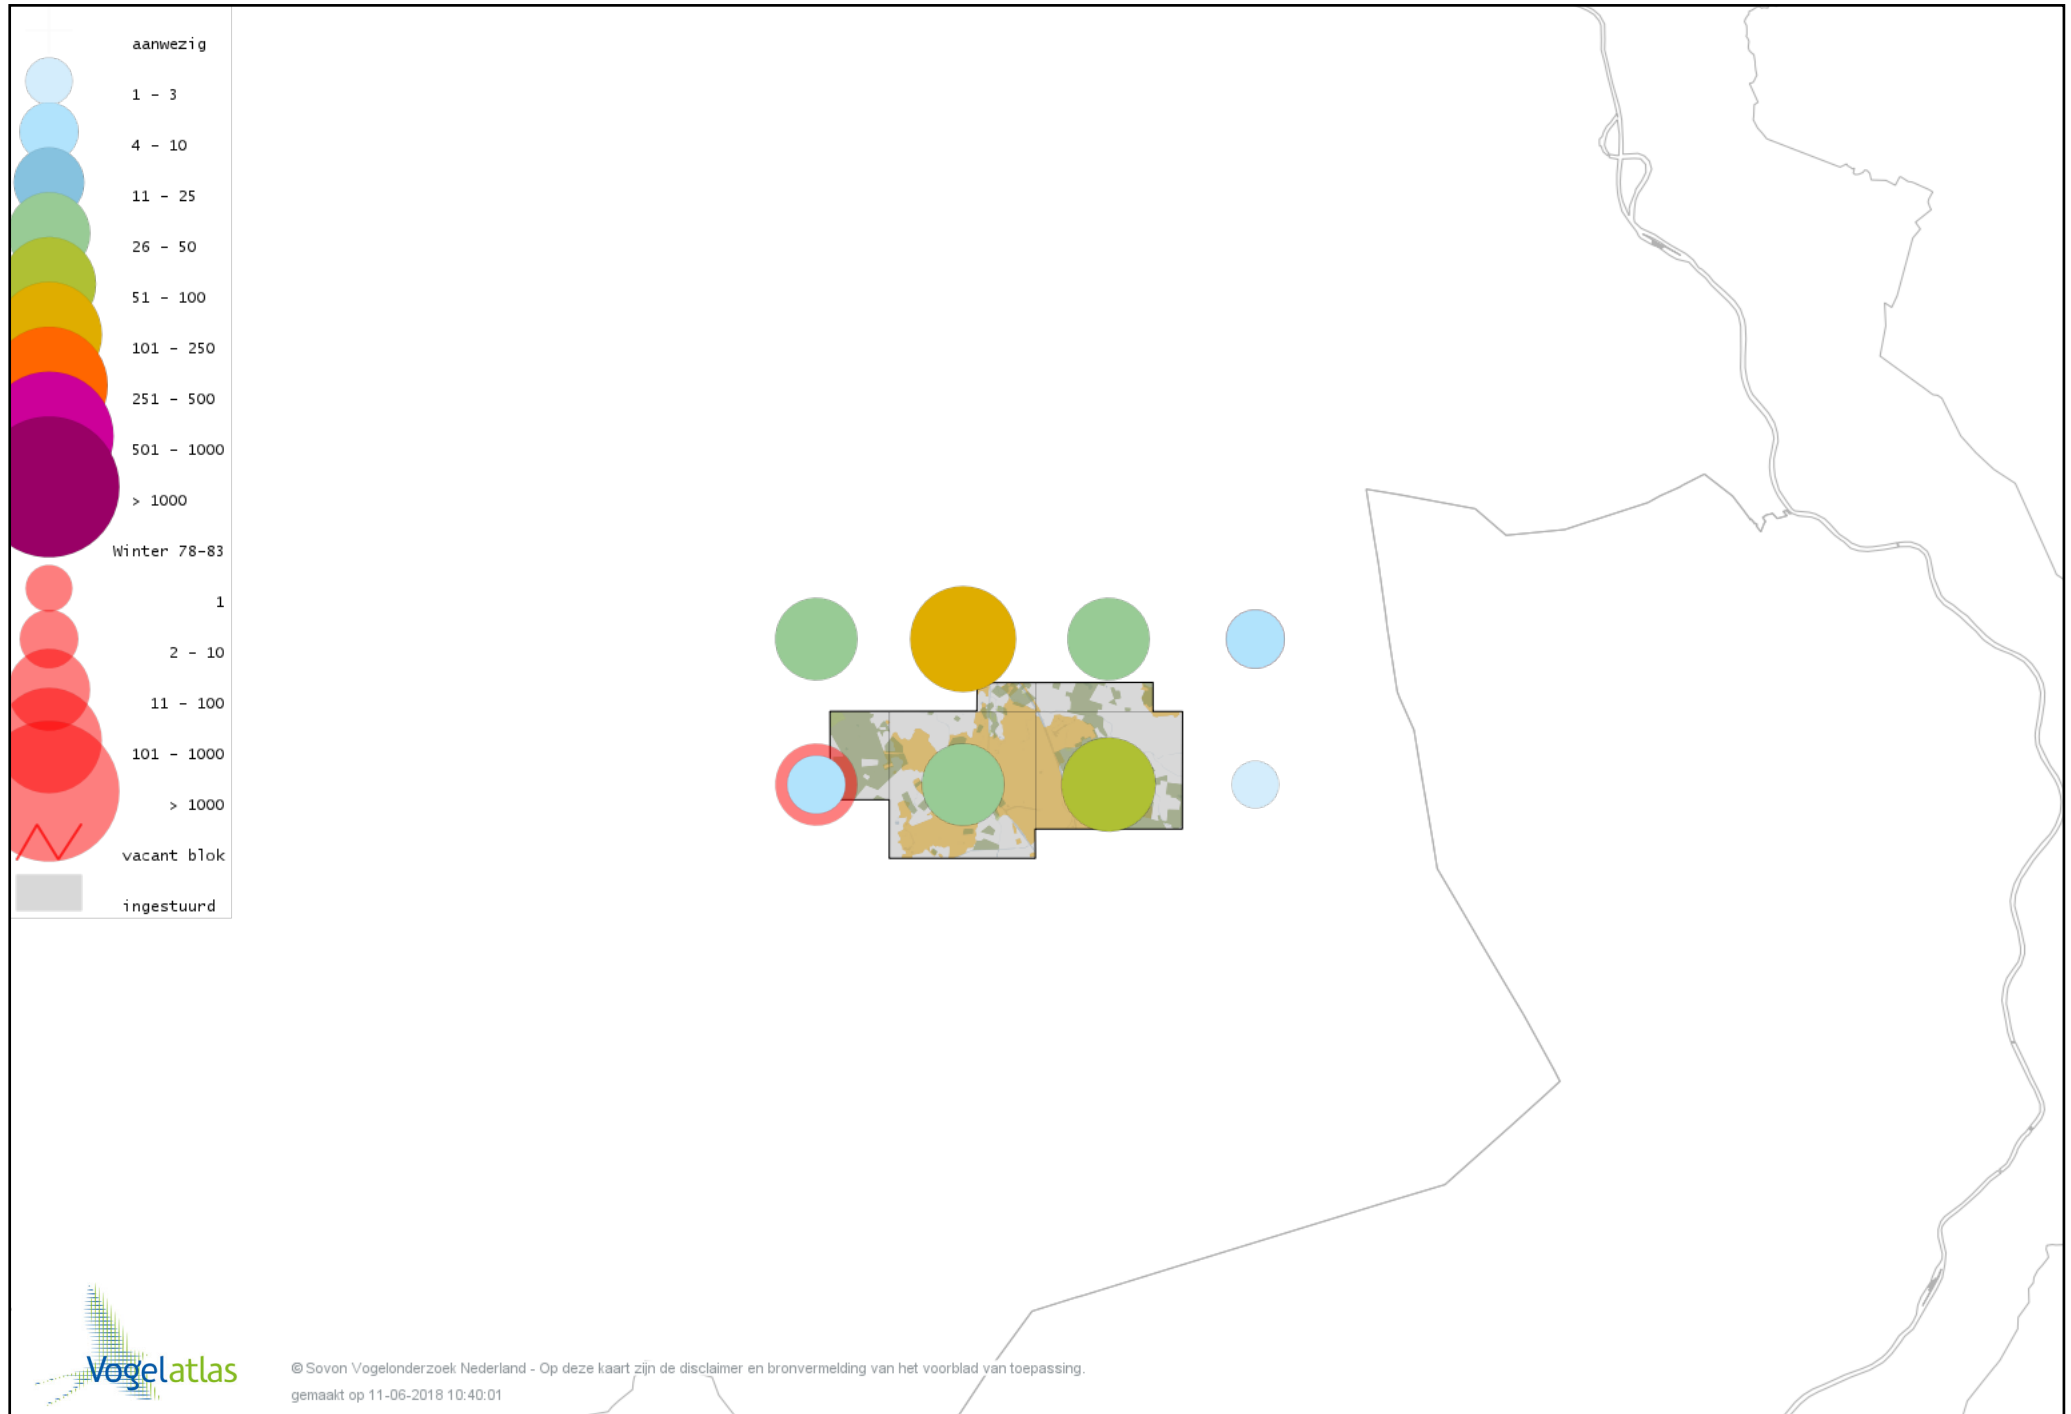 aanwezig
1 - 3
4 - 10
11 - 25
26 - 50
51 - 100
101 - 250
251 - 500
501 - 1000
> 1000
Winter 78-83
1
2 - 10
11 - 100
101 - 1000
> 1000
vacant blok
ingestuurd
Vogelatlas
© Sovon Vogelonderzoek Nederland - Op deze kaart zijn de disclaimer en bronvermelding van het voorblad van toepassing.
gemaakt op 11-06-2018 10:40:01